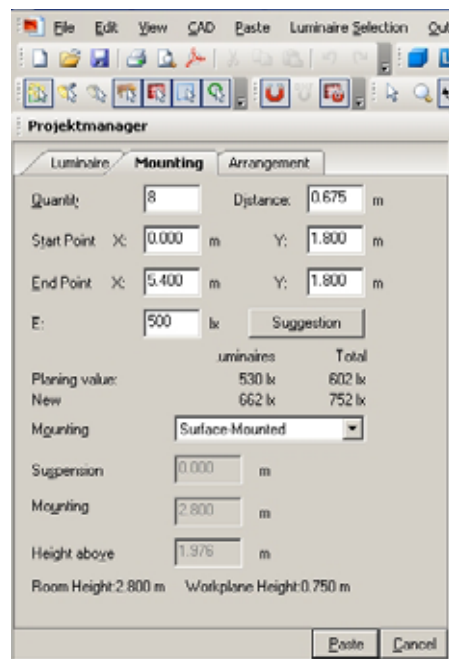 File Edit View CAD Paste Luminaire Selection Out
Projektmanager
Luminaire Mounting Arrangement
Quantity 8 Distance: 0.675 m
Start Point X: 0.000 m Y: 1.800 m
End Point X: 5.400 m Y: 1.800 m
E: 500 lx Suggestion
uminaires Total
Planing value: 530 lx 602 lx
New 662 lx 752 lx
Mounting Surface-Mounted
Suspension 0.000 m
Mounting 2.800 m
Height above 1.976 m
Room Height:2.800 m Workplane Height:0.750 m
Paste Cancel